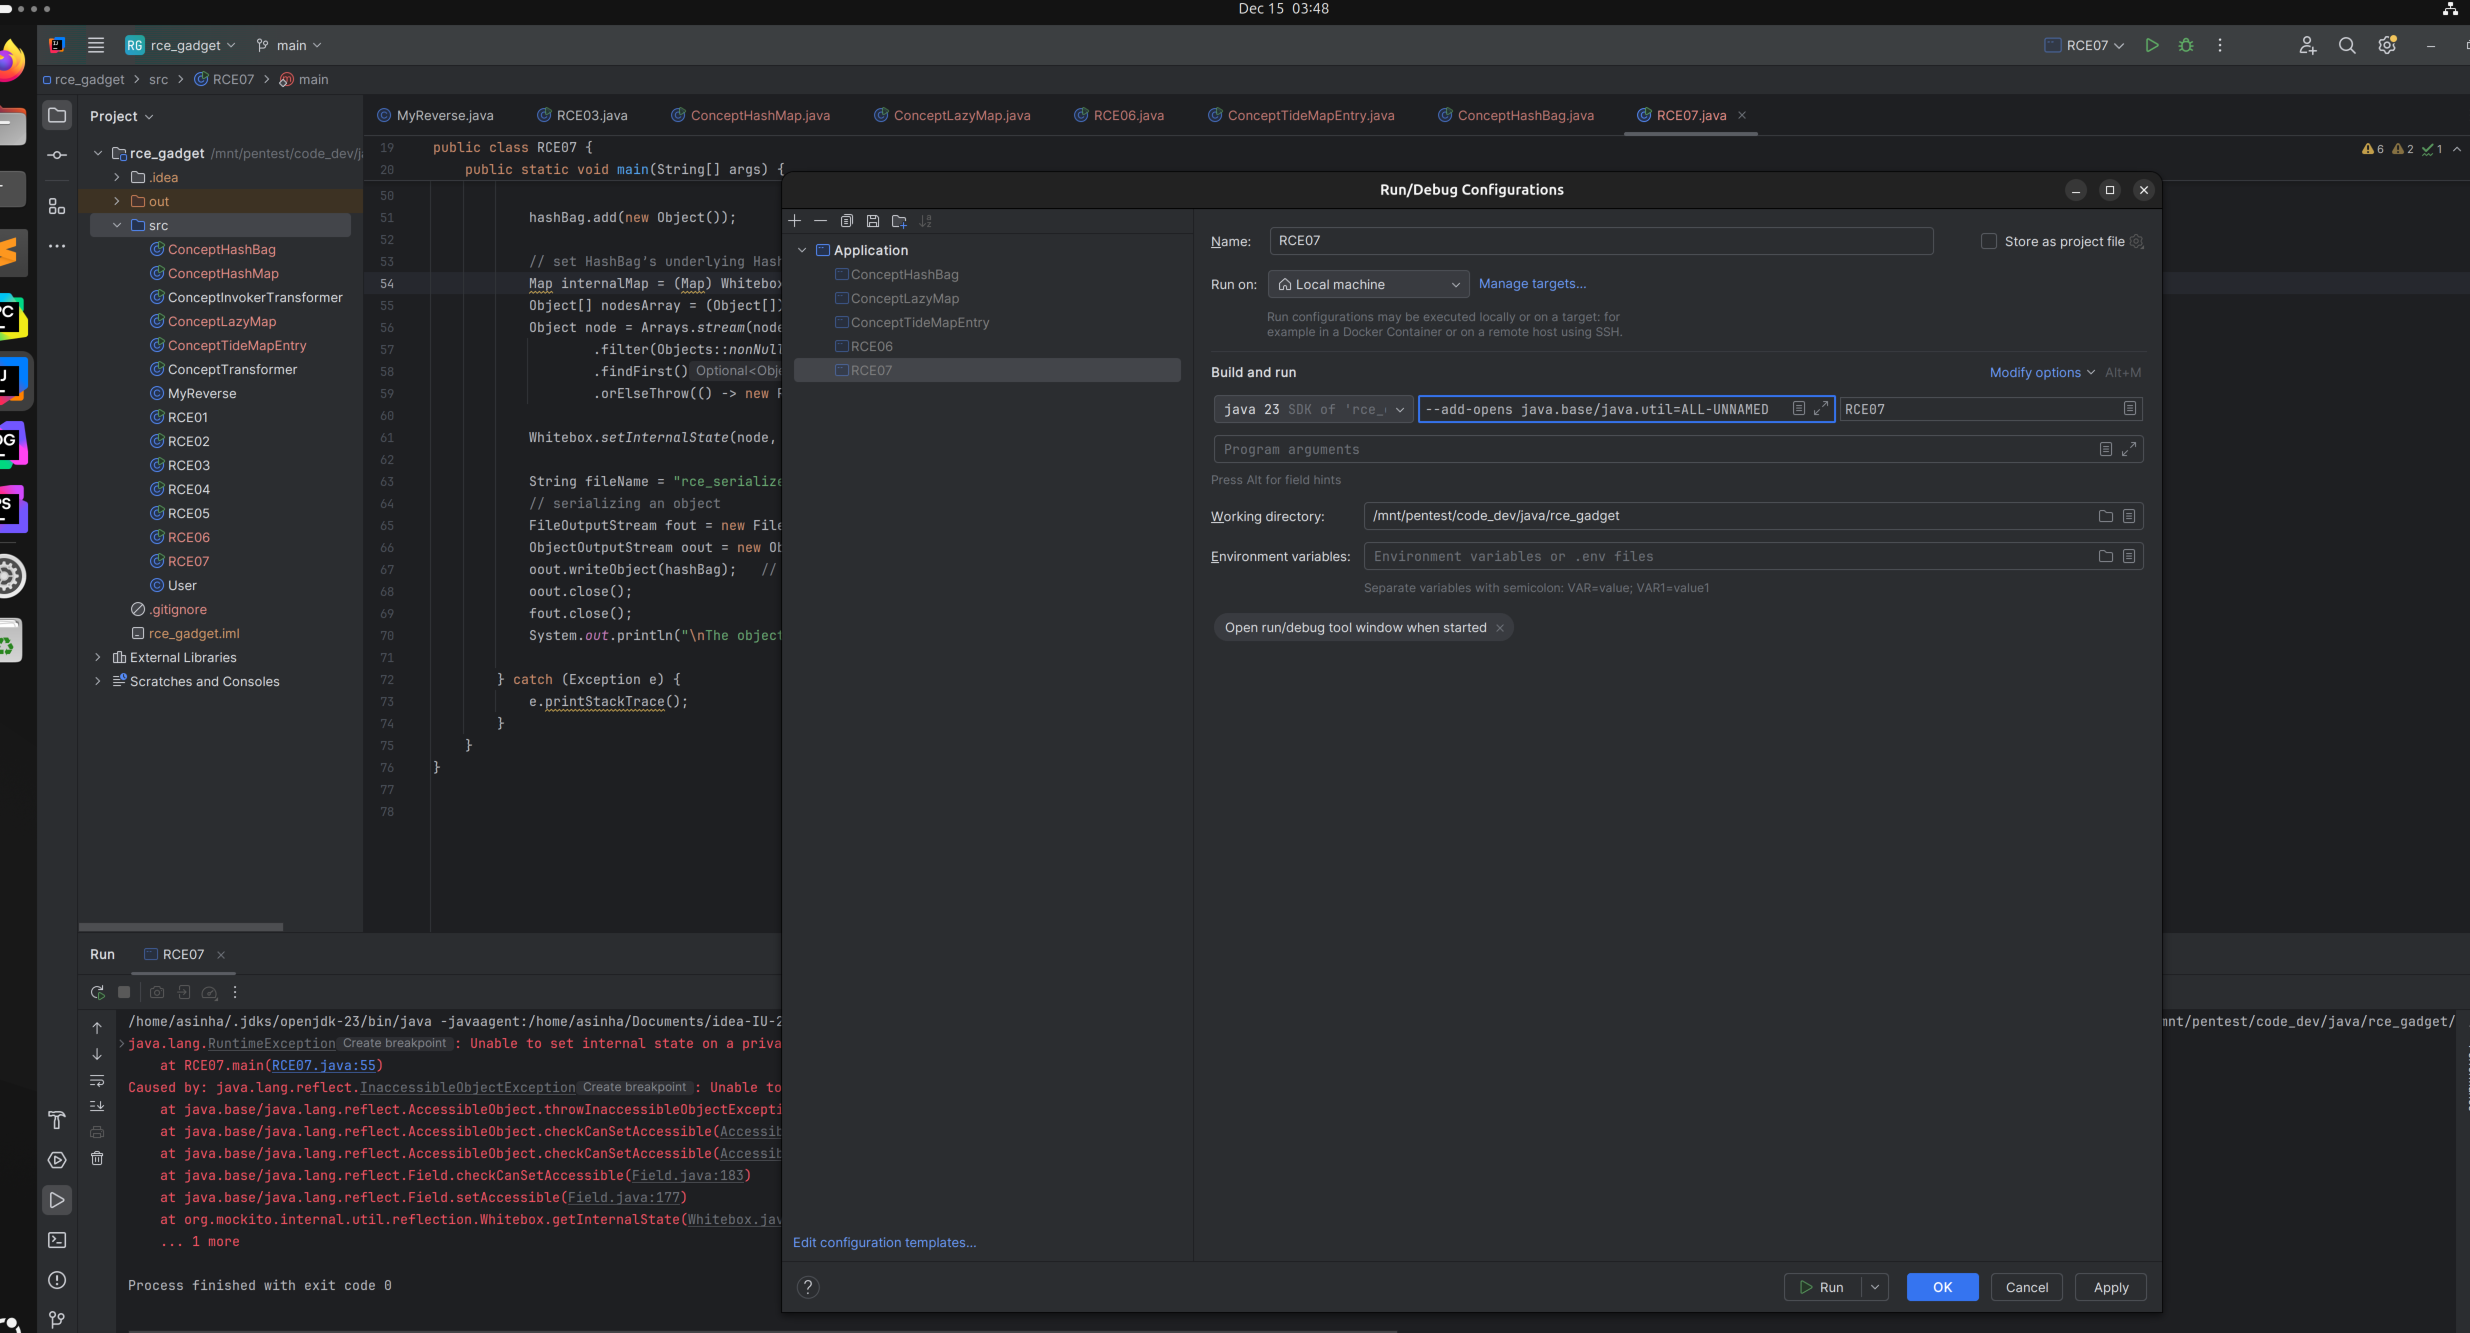 Dec 15 03:48
RG rce_gadget main RCE07
rce_gadget > src > RCE07 > main
Project
MyReverse.java RCE03.java ConceptHashMap.java ConceptLazyMap.java RCE06.java ConceptTideMapEntry.java ConceptHashBag.java RCE07.java
rce_gadget /mnt/pentest/code_dev/j
.idea
out
src
ConceptHashBag
ConceptHashMap
ConceptInvokerTransformer
ConceptLazyMap
ConceptTideMapEntry
ConceptTransformer
MyReverse
RCE01
RCE02
RCE03
RCE04
RCE05
RCE06
RCE07
User
.gitignore
rce_gadget.iml
External Libraries
Scratches and Consoles
6 2 1
19 public class RCE07 {
20 public static void main(String[] args) {
50
51 hashBag.add(new Object());
52
53 // set HashBag's underlying Hash
54 Map internalMap = (Map) Whitebox
55 Object[] nodesArray = (Object[])
56 Object node = Arrays.stream(node
57 .filter(Objects::nonNull
58 .findFirst() Optional<Obje
59 .orElseThrow(() -> new R
60
61 Whitebox.setInternalState(node,
62
63 String fileName = "rce_serialize
64 // serializing an object
65 FileOutputStream fout = new File
66 ObjectOutputStream oout = new Ob
67 oout.writeObject(hashBag); //
68 oout.close();
69 fout.close();
70 System.out.println("\nThe object
71
72 } catch (Exception e) {
73 e.printStackTrace();
74 }
75 }
76 }
77
78
Run/Debug Configurations
Application
ConceptHashBag
ConceptLazyMap
ConceptTideMapEntry
RCE06
RCE07
Edit configuration templates...
Name: RCE07 Store as project file
Run on: Local machine Manage targets...
Run configurations may be executed locally or on a target: for
example in a Docker Container or on a remote host using SSH.
Build and run Modify options Alt+M
java 23 SDK of 'rce_ --add-opens java.base/java.util=ALL-UNNAMED RCE07
Program arguments
Press Alt for field hints
Working directory: /mnt/pentest/code_dev/java/rce_gadget
Environment variables: Environment variables or .env files
Separate variables with semicolon: VAR=value; VAR1=value1
Open run/debug tool window when started
? Run OK Cancel Apply
Run RCE07
/home/asinha/.jdks/openjdk-23/bin/java -javaagent:/home/asinha/Documents/idea-IU-2 mnt/pentest/code_dev/java/rce_gadget/
java.lang.RuntimeException Create breakpoint : Unable to set internal state on a priva
at RCE07.main(RCE07.java:55)
Caused by: java.lang.reflect.InaccessibleObjectException Create breakpoint : Unable to
at java.base/java.lang.reflect.AccessibleObject.throwInaccessibleObjectExcepti
at java.base/java.lang.reflect.AccessibleObject.checkCanSetAccessible(Accessib
at java.base/java.lang.reflect.AccessibleObject.checkCanSetAccessible(Accessib
at java.base/java.lang.reflect.Field.checkCanSetAccessible(Field.java:183)
at java.base/java.lang.reflect.Field.setAccessible(Field.java:177)
at org.mockito.internal.util.reflection.Whitebox.getInternalState(Whitebox.jav
... 1 more
Process finished with exit code 0